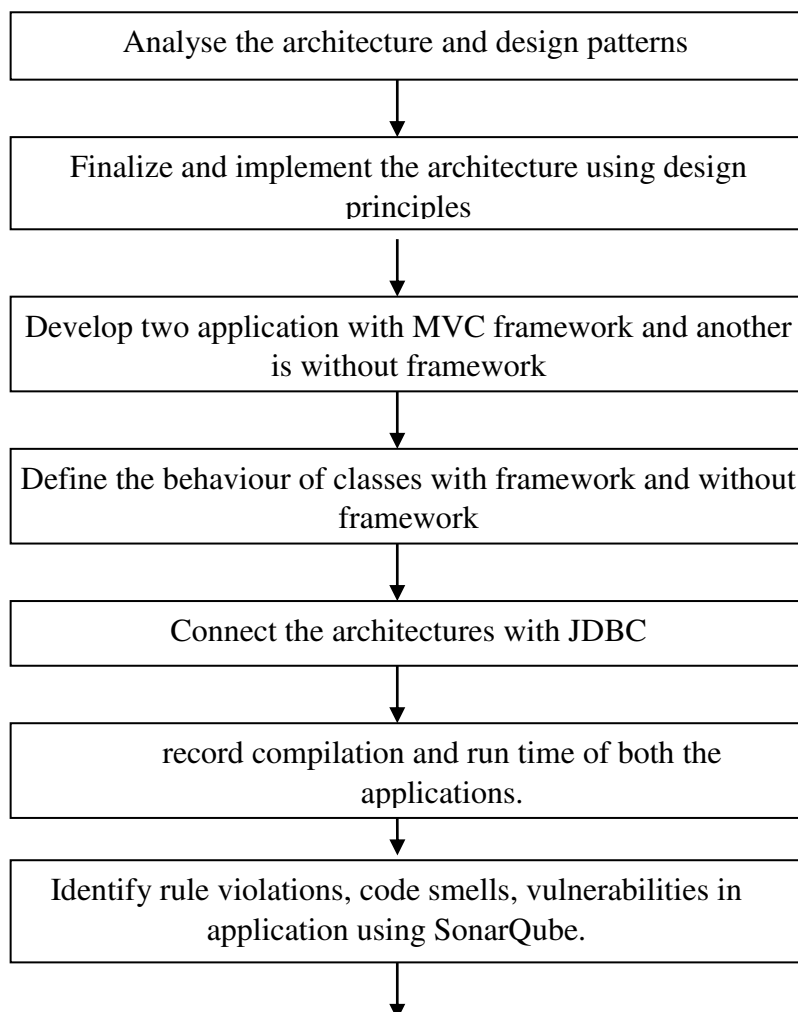 Analyse the architecture and design patterns
Finalize and implement the architecture using design
principles
Develop two application with MVC framework and another
is without framework
Define the behaviour of classes with framework and without
framework
Connect the architectures with JDBC
record compilation and run time of both the
applications.
Identify rule violations, code smells, vulnerabilities in
application using SonarQube.